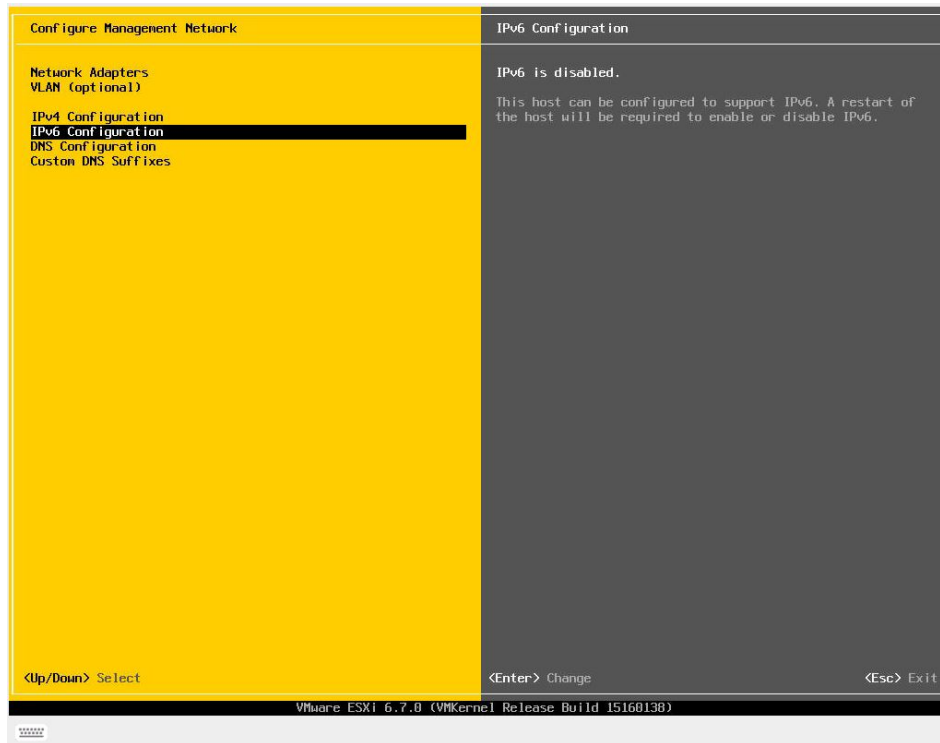 Configure Management Network
IPv6 Configuration
Network Adapters
VLAN (optional)
IPv4 Configuration
IPv6 Configuration
DNS Configuration
Custom DNS Suffixes
IPv6 is disabled.
This host can be configured to support IPv6. A restart of
the host will be required to enable or disable IPv6.
<Up/Down> Select
<Enter> Change
<Esc> Exit
VMware ESXi 6.7.0 (VMKernel Release Build 15160138)